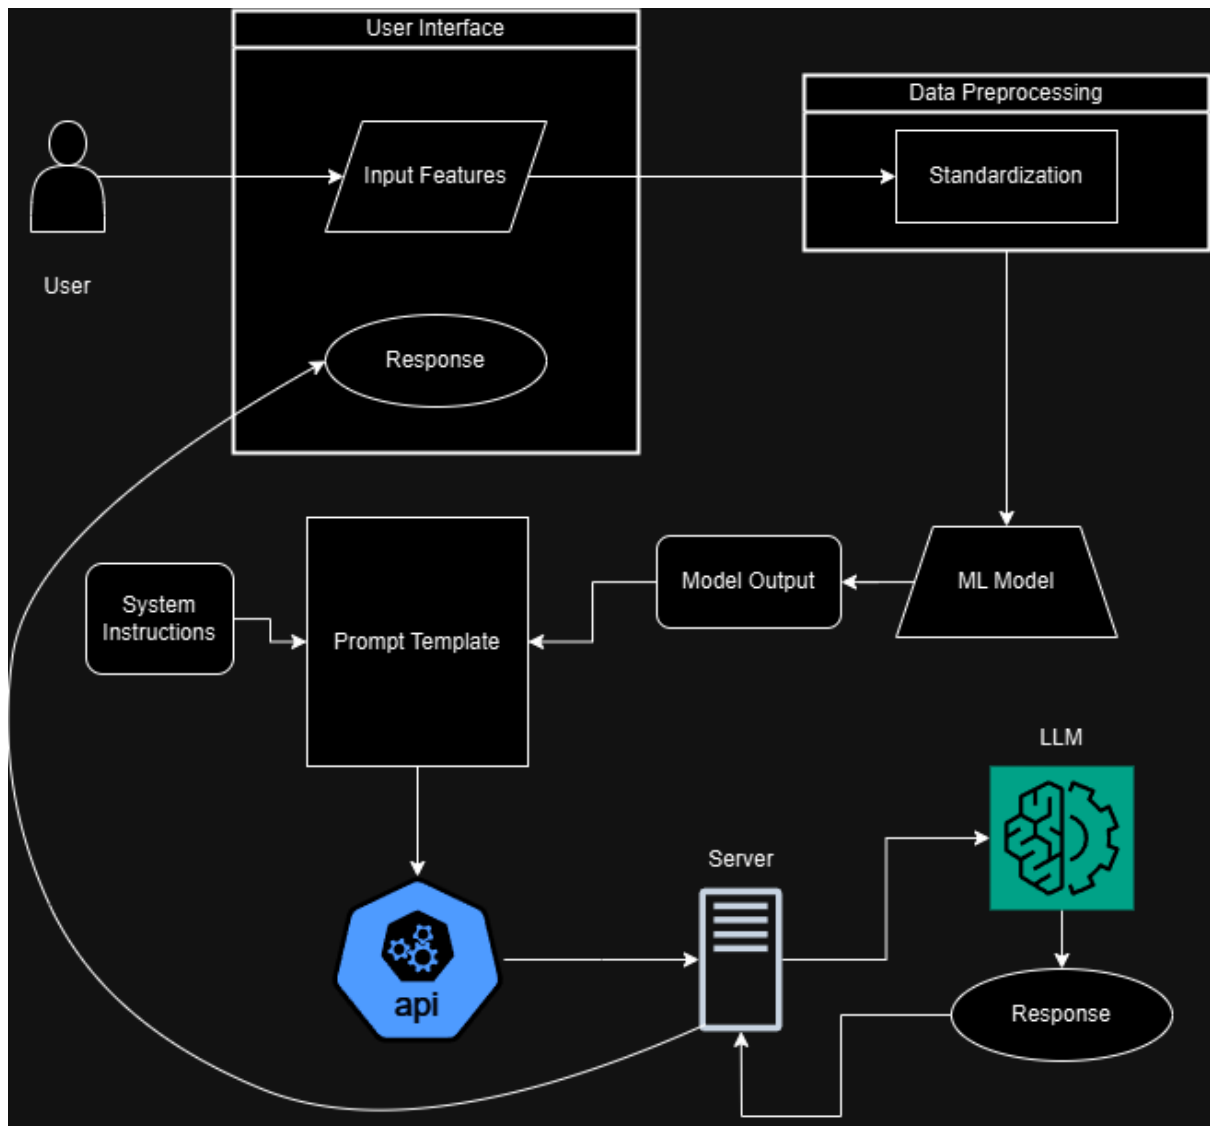 User Interface
Data Preprocessing
Input Features
Standardization
User
Response
System
Instructions
Prompt Template
Model Output
ML Model
LLM
Server
api
Response